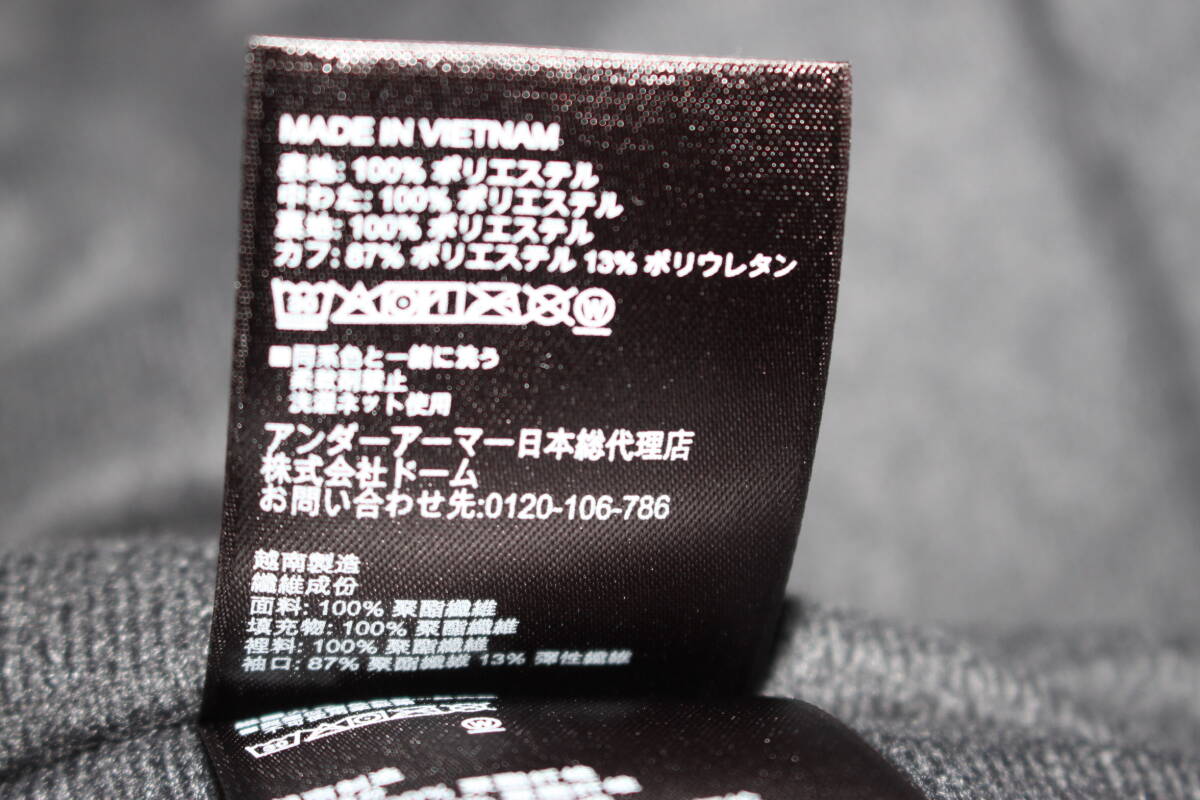 MADE IN VIETNAM
表地: 100% ポリエステル
中わた: 100% ポリエステル
裏地: 100% ポリエステル
カフ: 87% ポリエステル 13% ポリウレタン
W
■同系色と一緒に洗う
柔軟剤禁止
洗濯ネット使用
アンダーアーマー日本総代理店
株式会社ドーム
お問い合わせ先:0120-106-786
越南製造
纖維成份
面料: 100% 聚酯纖維
填充物: 100% 聚酯纖維
裡料: 100% 聚酯纖維
袖口: 87% 聚酯纖維 13% 彈性纖維
W